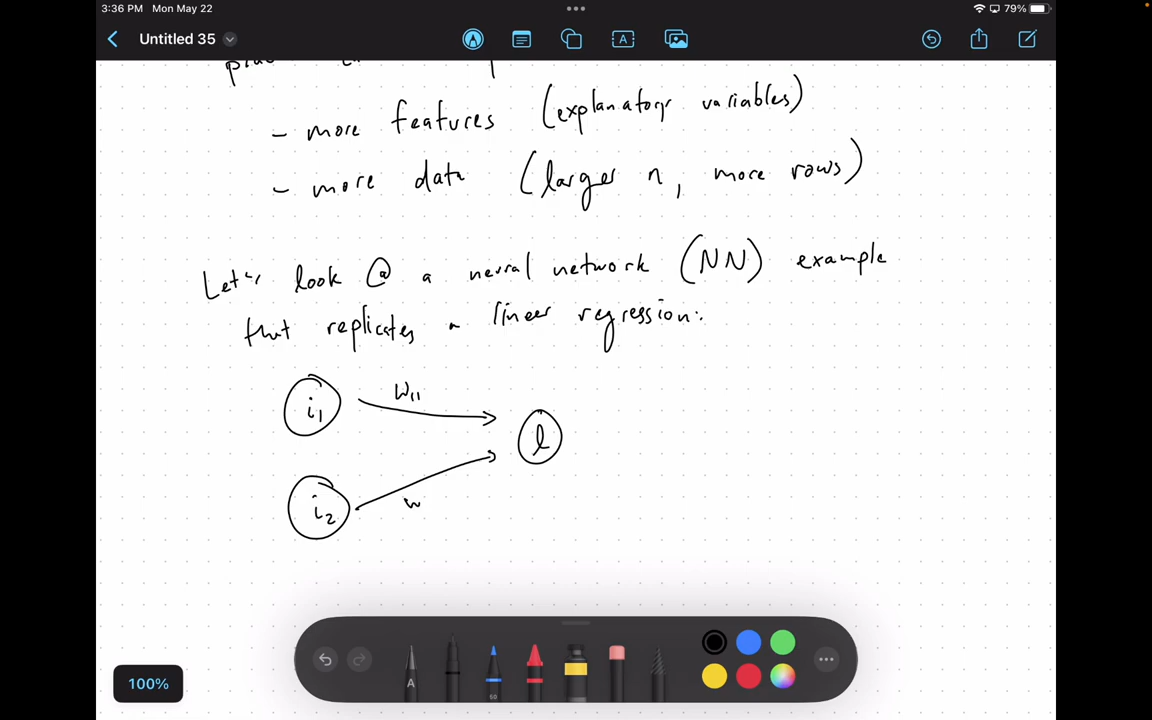 3:36 PM Mon May 22
79%
Untitled 35
A
- more features (explanatory variables)
- more data (larger n, more rows)
Let's look @ a neural network (NN) example
that replicates a linear regression:
i1
W11
l
i2
w
A
50
100%